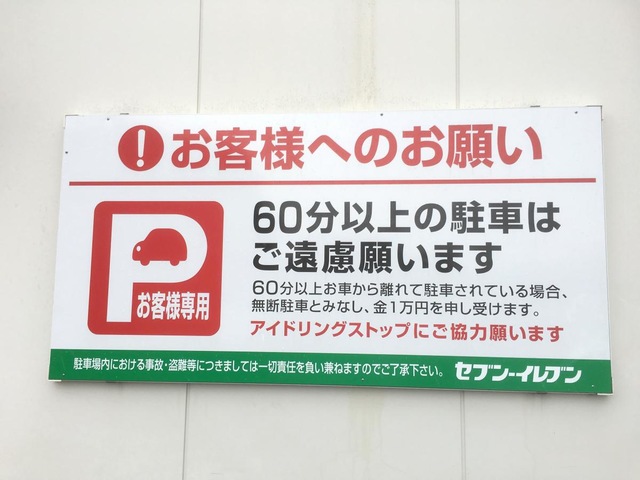 お客様へのお願い
60分以上の駐車は
ご遠慮願います
60分以上お車から離れて駐車されている場合、
無断駐車とみなし、金1万円を申し受けます。
アイドリングストップにご協力願います
P
お客様専用
駐車場内における事故・盗難等につきましては一切責任を負い兼ねますのでご了承下さい。 セブン-イレブン